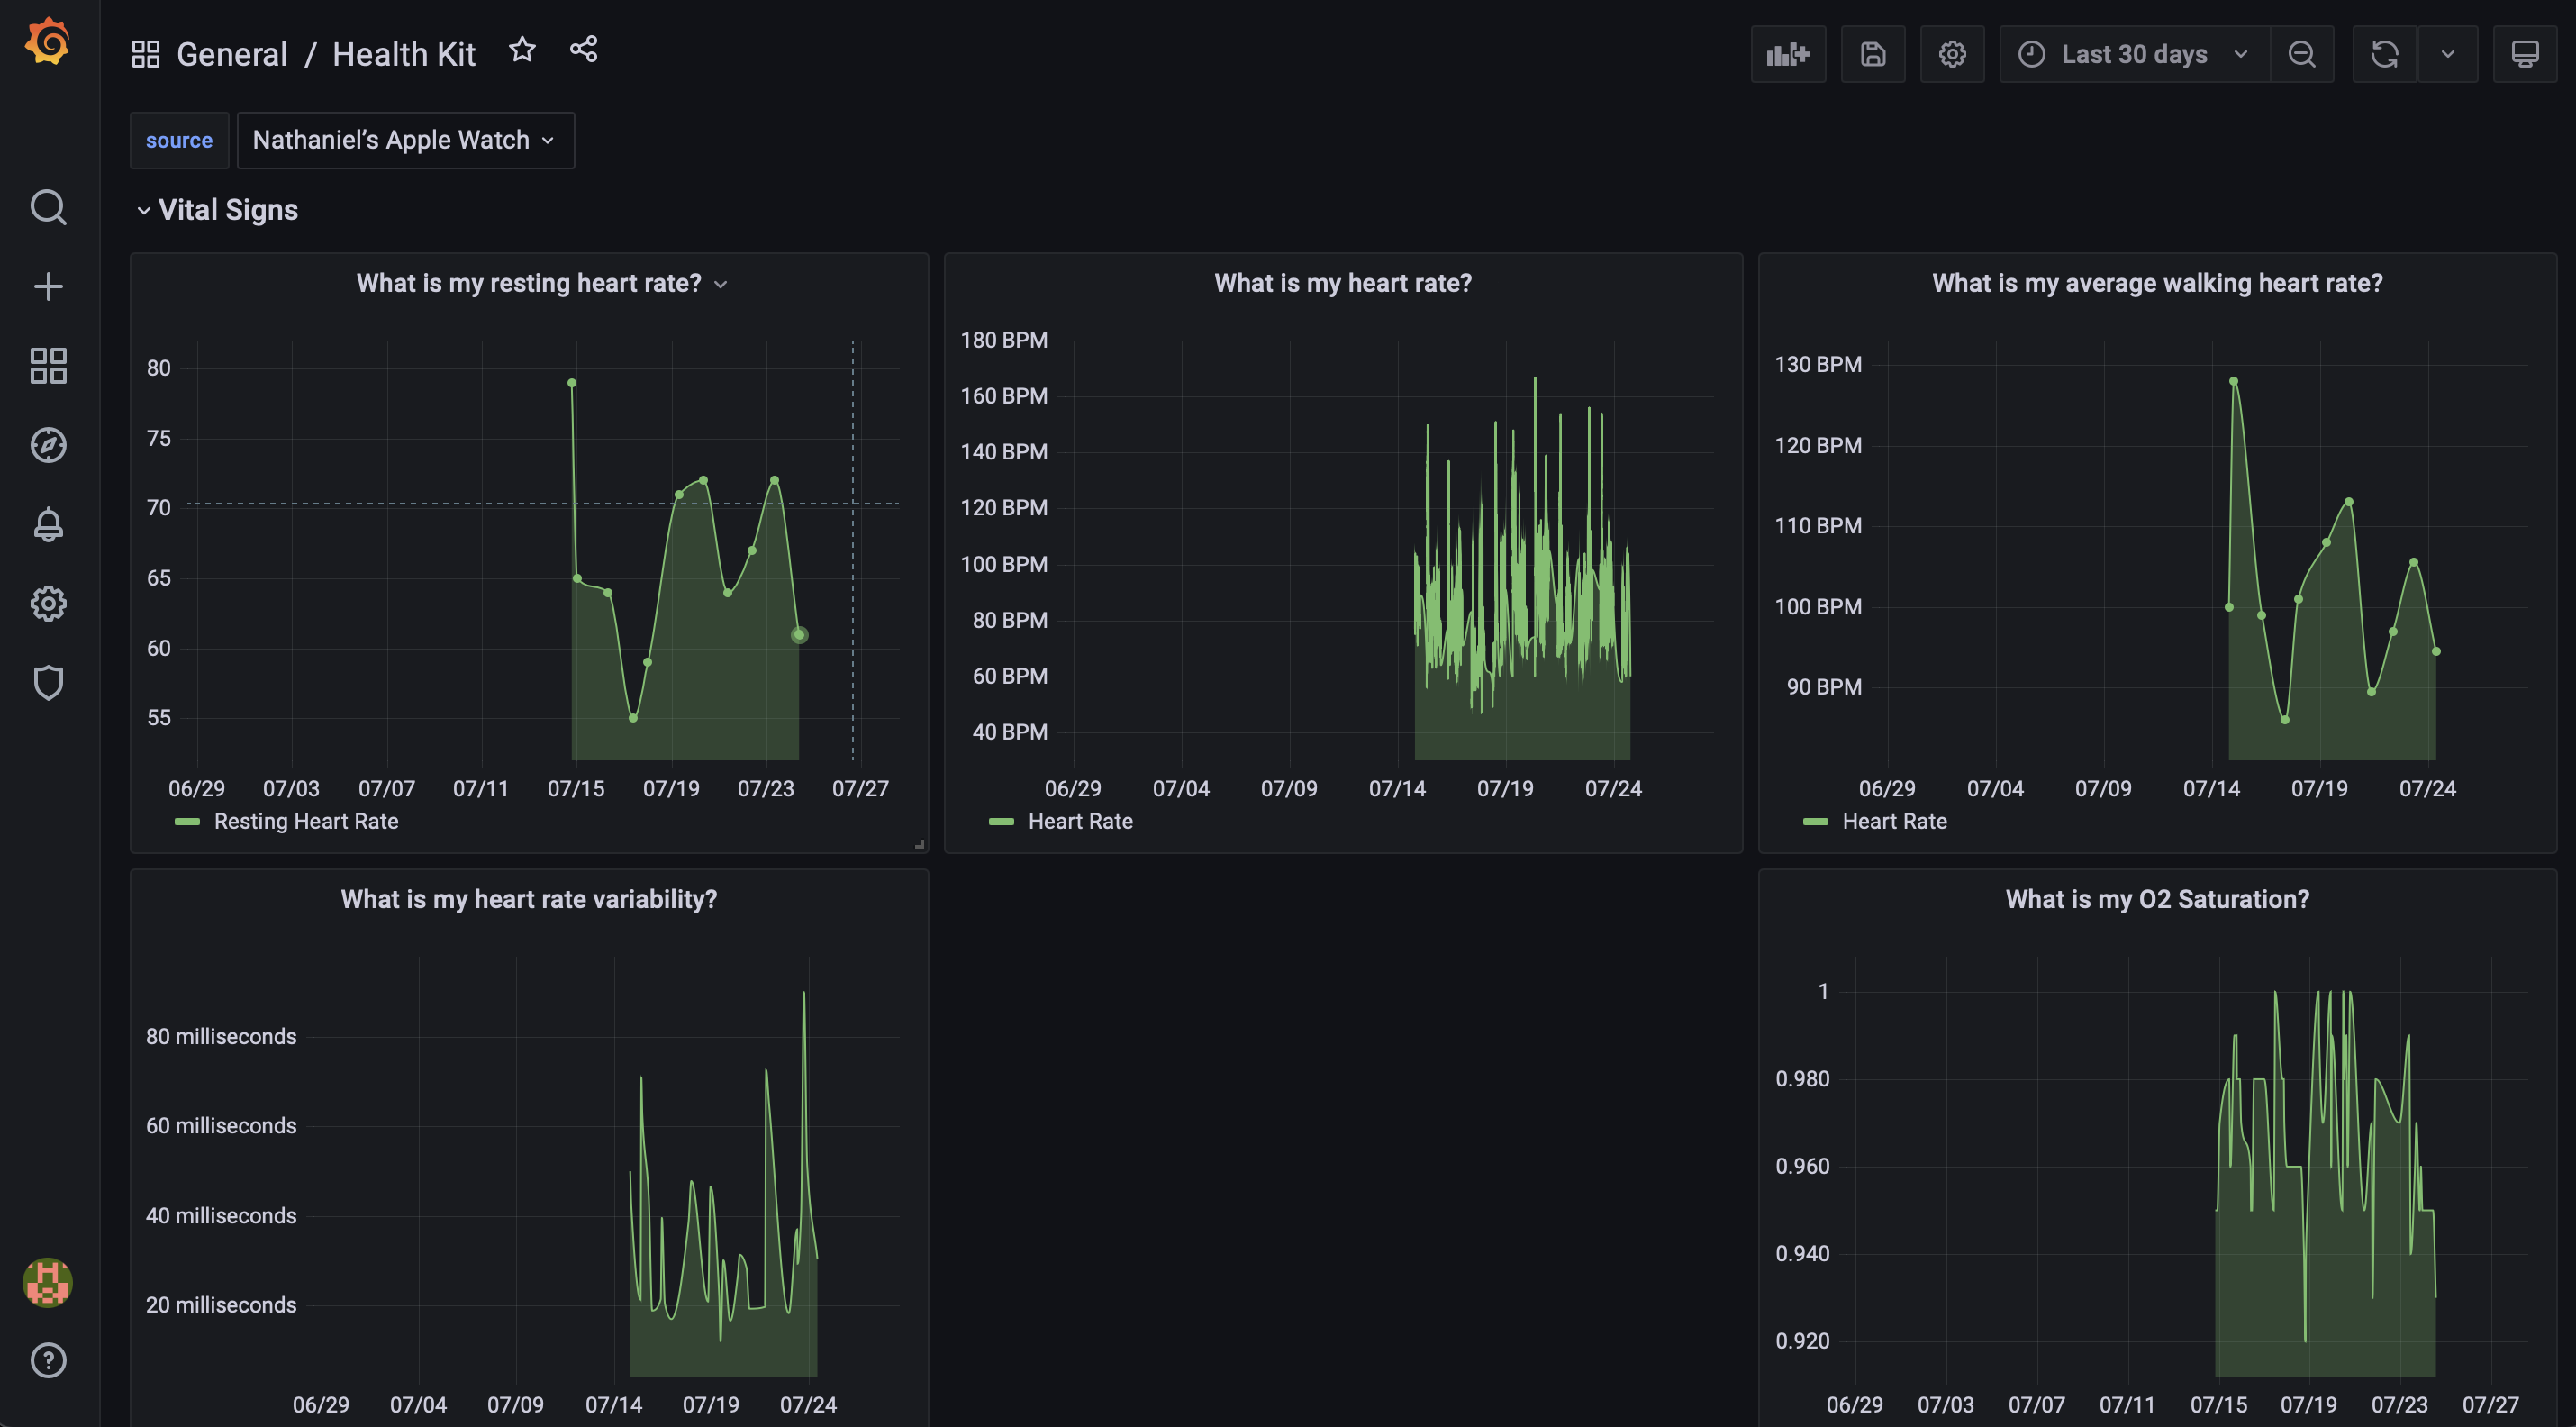 General / Health Kit
Last 30 days
source
Nathaniel’s Apple Watch
Vital Signs
What is my resting heart rate?
80
75
70
65
60
55
06/29 07/03 07/07 07/11 07/15 07/19 07/23 07/27
Resting Heart Rate
What is my heart rate?
180 BPM
160 BPM
140 BPM
120 BPM
100 BPM
80 BPM
60 BPM
40 BPM
06/29 07/04 07/09 07/14 07/19 07/24
Heart Rate
What is my average walking heart rate?
130 BPM
120 BPM
110 BPM
100 BPM
90 BPM
06/29 07/04 07/09 07/14 07/19 07/24
Heart Rate
What is my heart rate variability?
80 milliseconds
60 milliseconds
40 milliseconds
20 milliseconds
06/29 07/04 07/09 07/14 07/19 07/24
What is my O2 Saturation?
1
0.980
0.960
0.940
0.920
06/29 07/03 07/07 07/11 07/15 07/19 07/23 07/27